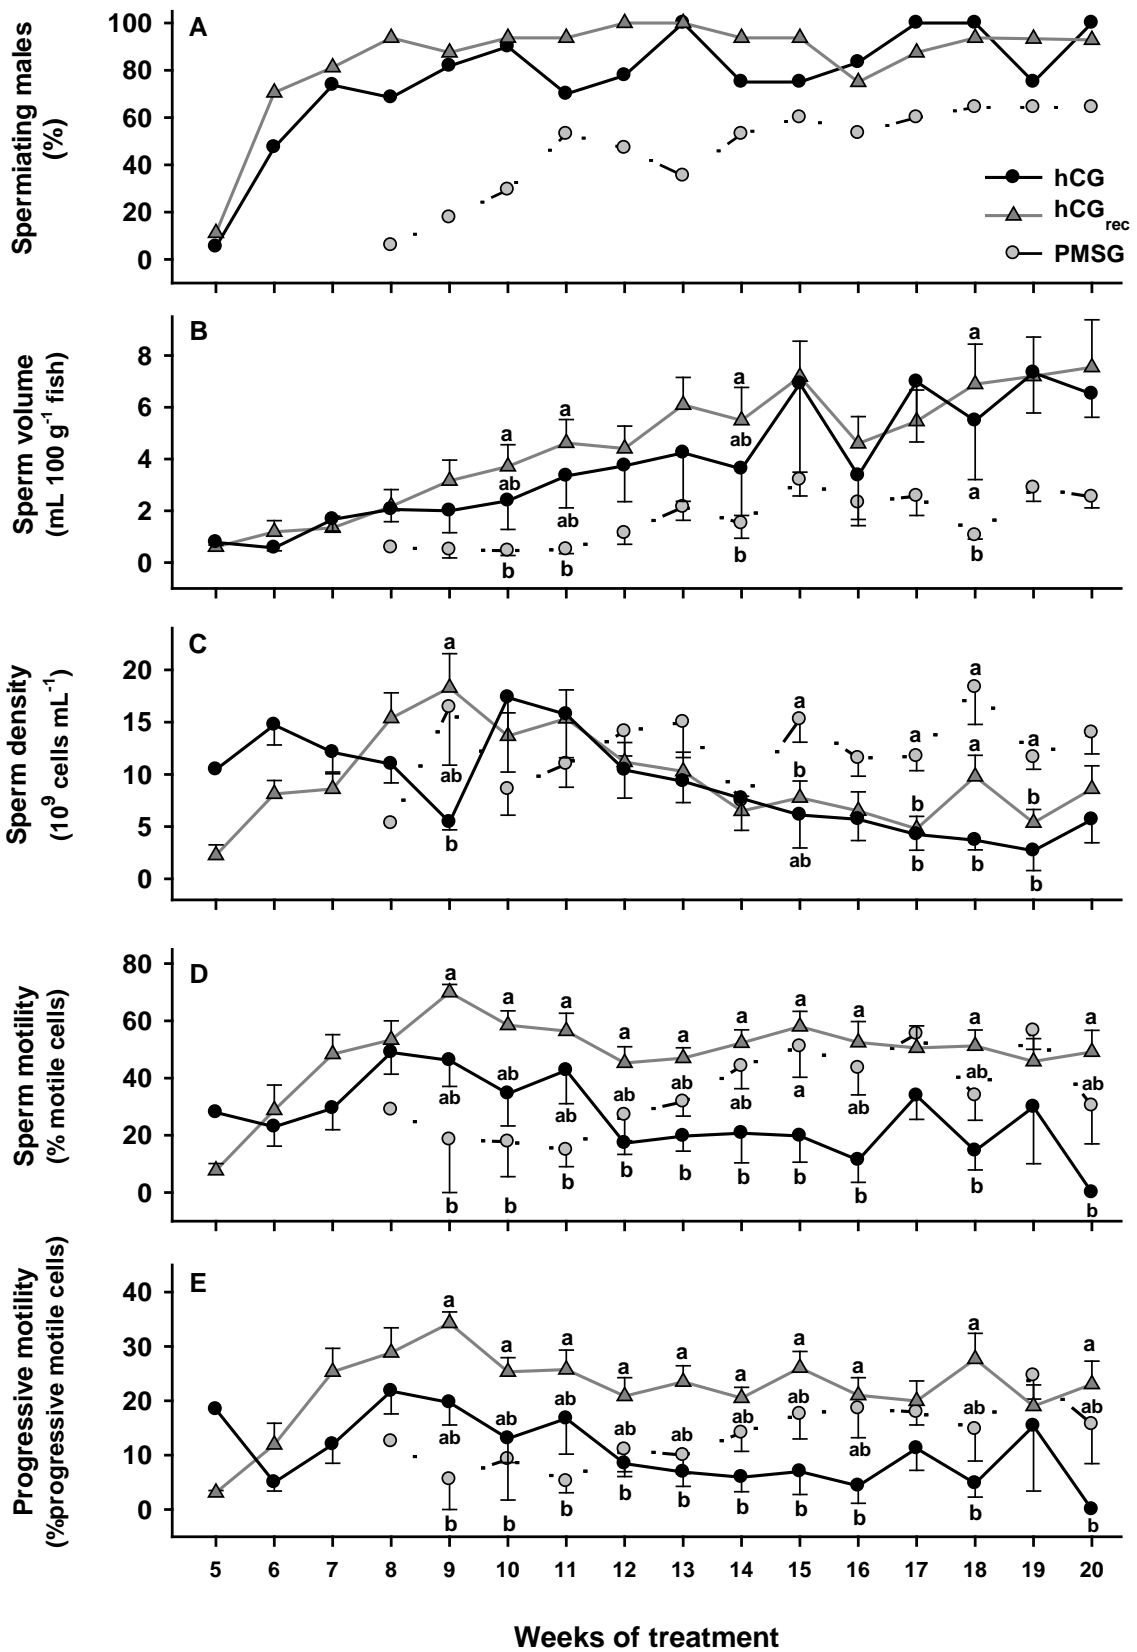 A
Spermiating males
(%)
100
80
60
40
20
0
hCG
hCGrec
PMSG
B
Sperm volume
(mL 100 g-1 fish)
8
6
4
2
0
a
a
a
a
ab
ab
ab
a
b
b
b
b
C
Sperm density
(10⁹ cells mL⁻¹)
20
15
10
5
0
a
a
a
a
a
a
ab
b
b
b
b
ab
b
b
b
D
Sperm motility
(% motile cells)
80
60
40
20
0
a
a
a
a
a
a
a
a
a
a
ab
ab
ab
ab
ab
ab
a
ab
ab
ab
b
b
b
b
b
b
b
b
b
b
E
Progressive motility
(%progressive motile cells)
40
30
20
10
0
a
a
a
a
a
a
a
a
a
a
ab
ab
ab
ab
ab
ab
ab
ab
ab
ab
b
b
b
b
b
b
b
b
b
b
5 6 7 8 9 10 11 12 13 14 15 16 17 18 19 20
Weeks of treatment